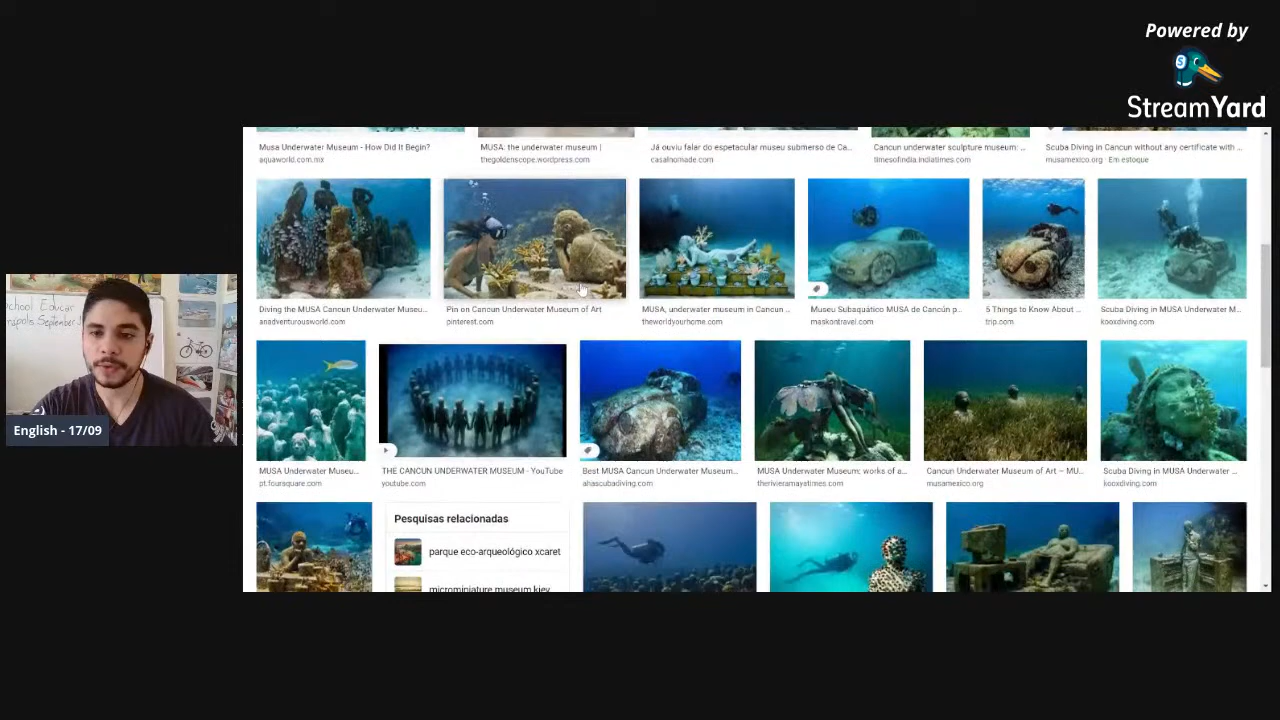 Powered by
StreamYard
Musa Underwater Museum - How Did It Begin?
aquaworld.com.mx
MUSA: the underwater museum |
thegoldenscope.wordpress.com
Já ouviu falar do espetacular museu submerso de Ca...
casalnomade.com
Cancun underwater sculpture museum: ...
timesofindia.indiatimes.com
Scuba Diving in Cancun without any certificate with ...
musamexico.org · Em estoque
Diving the MUSA Cancun Underwater Museu...
anadventurousworld.com
Pin on Cancun Underwater Museum of Art
pinterest.com
MUSA, underwater museum in Cancun ...
theworldyourhome.com
Museu Subaquático MUSA de Cancún p...
maskontravel.com
5 Things to Know About ...
trip.com
Scuba Diving in MUSA Underwater M...
kooxdiving.com
MUSA Underwater Museu...
pt.foursquare.com
THE CANCUN UNDERWATER MUSEUM - YouTube
youtube.com
Best MUSA Cancun Underwater Museum...
ahascubadiving.com
MUSA Underwater Museum: works of a...
therivieramayatimes.com
Cancun Underwater Museum of Art – MU...
musamexico.org
Scuba Diving in MUSA Underwater ...
kooxdiving.com
Pesquisas relacionadas
parque eco-arqueológico xcaret
microminiature museum kiev
chool Educar
English - 17/09